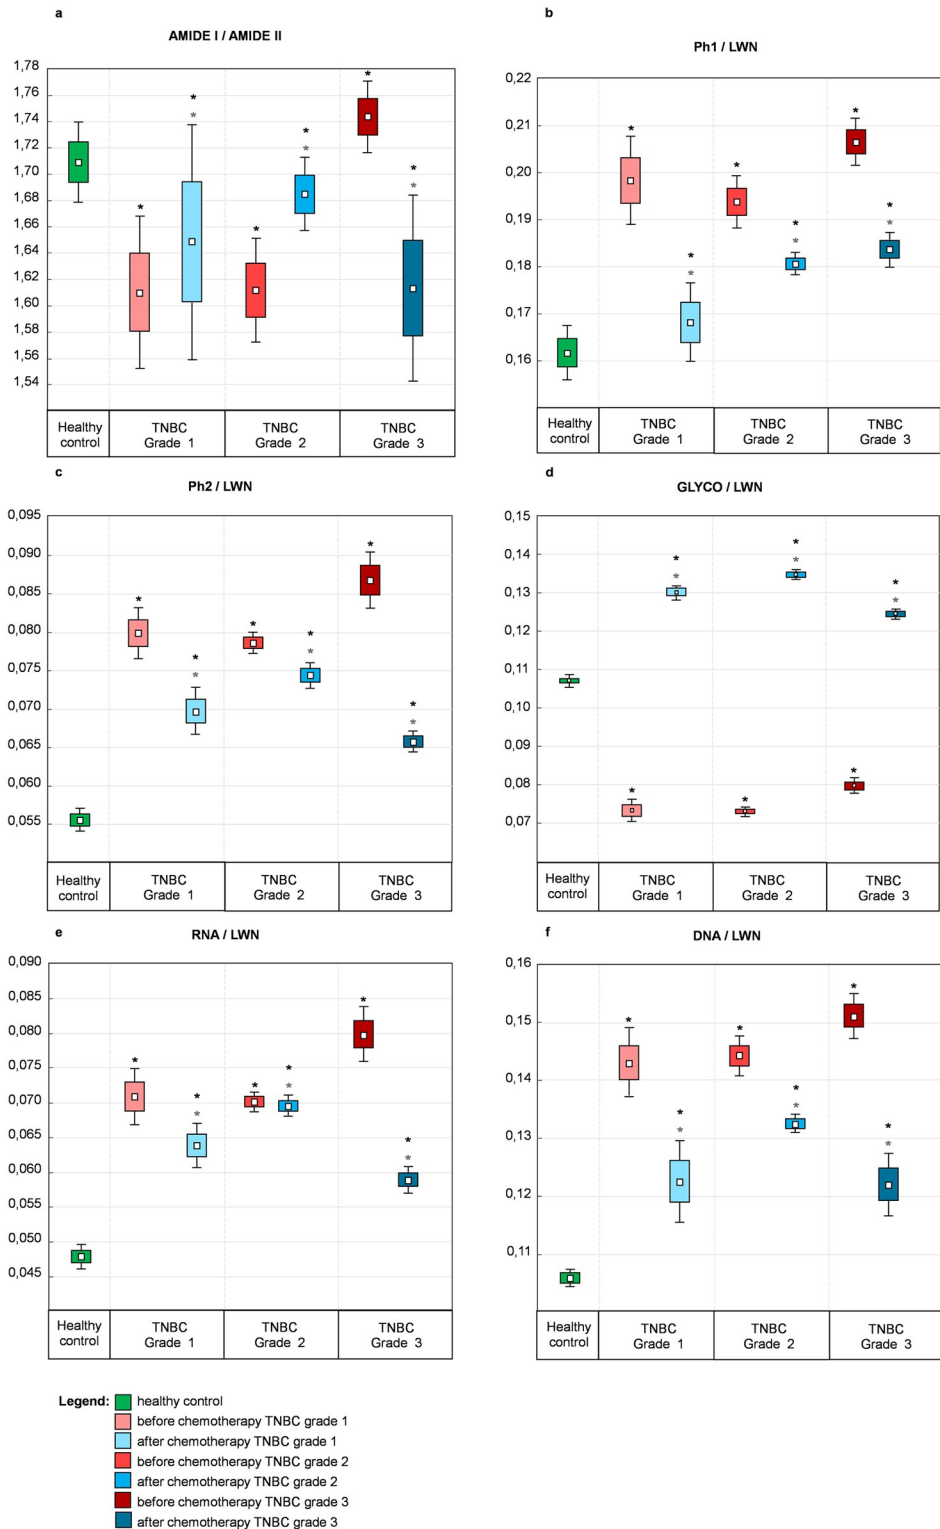 a
AMIDE I / AMIDE II
1,78
1,74
1,70
1,68
1,66
1,64
1,62
1,60
1,58
1,56
1,54
*
*
*
*
*
*
*
*
*
Healthy
control
TNBC
Grade 1
TNBC
Grade 2
TNBC
Grade 3
b
Ph1 / LWN
0,22
0,21
0,20
0,19
0,18
0,17
0,16
*
*
*
*
*
*
*
*
*
Healthy
control
TNBC
Grade 1
TNBC
Grade 2
TNBC
Grade 3
c
Ph2 / LWN
0,095
0,090
0,085
0,080
0,075
0,070
0,065
0,060
0,055
*
*
*
*
*
*
*
*
*
Healthy
control
TNBC
Grade 1
TNBC
Grade 2
TNBC
Grade 3
d
GLYCO / LWN
0,15
0,14
0,13
0,12
0,11
0,10
0,09
0,08
0,07
*
*
*
*
*
*
*
*
*
Healthy
control
TNBC
Grade 1
TNBC
Grade 2
TNBC
Grade 3
e
RNA / LWN
0,090
0,085
0,080
0,075
0,070
0,065
0,060
0,055
0,050
0,045
*
*
*
*
*
*
*
*
*
Healthy
control
TNBC
Grade 1
TNBC
Grade 2
TNBC
Grade 3
f
DNA / LWN
0,16
0,15
0,14
0,13
0,12
0,11
*
*
*
*
*
*
*
*
*
Healthy
control
TNBC
Grade 1
TNBC
Grade 2
TNBC
Grade 3
Legend: healthy control
before chemotherapy TNBC grade 1
after chemotherapy TNBC grade 1
before chemotherapy TNBC grade 2
after chemotherapy TNBC grade 2
before chemotherapy TNBC grade 3
after chemotherapy TNBC grade 3